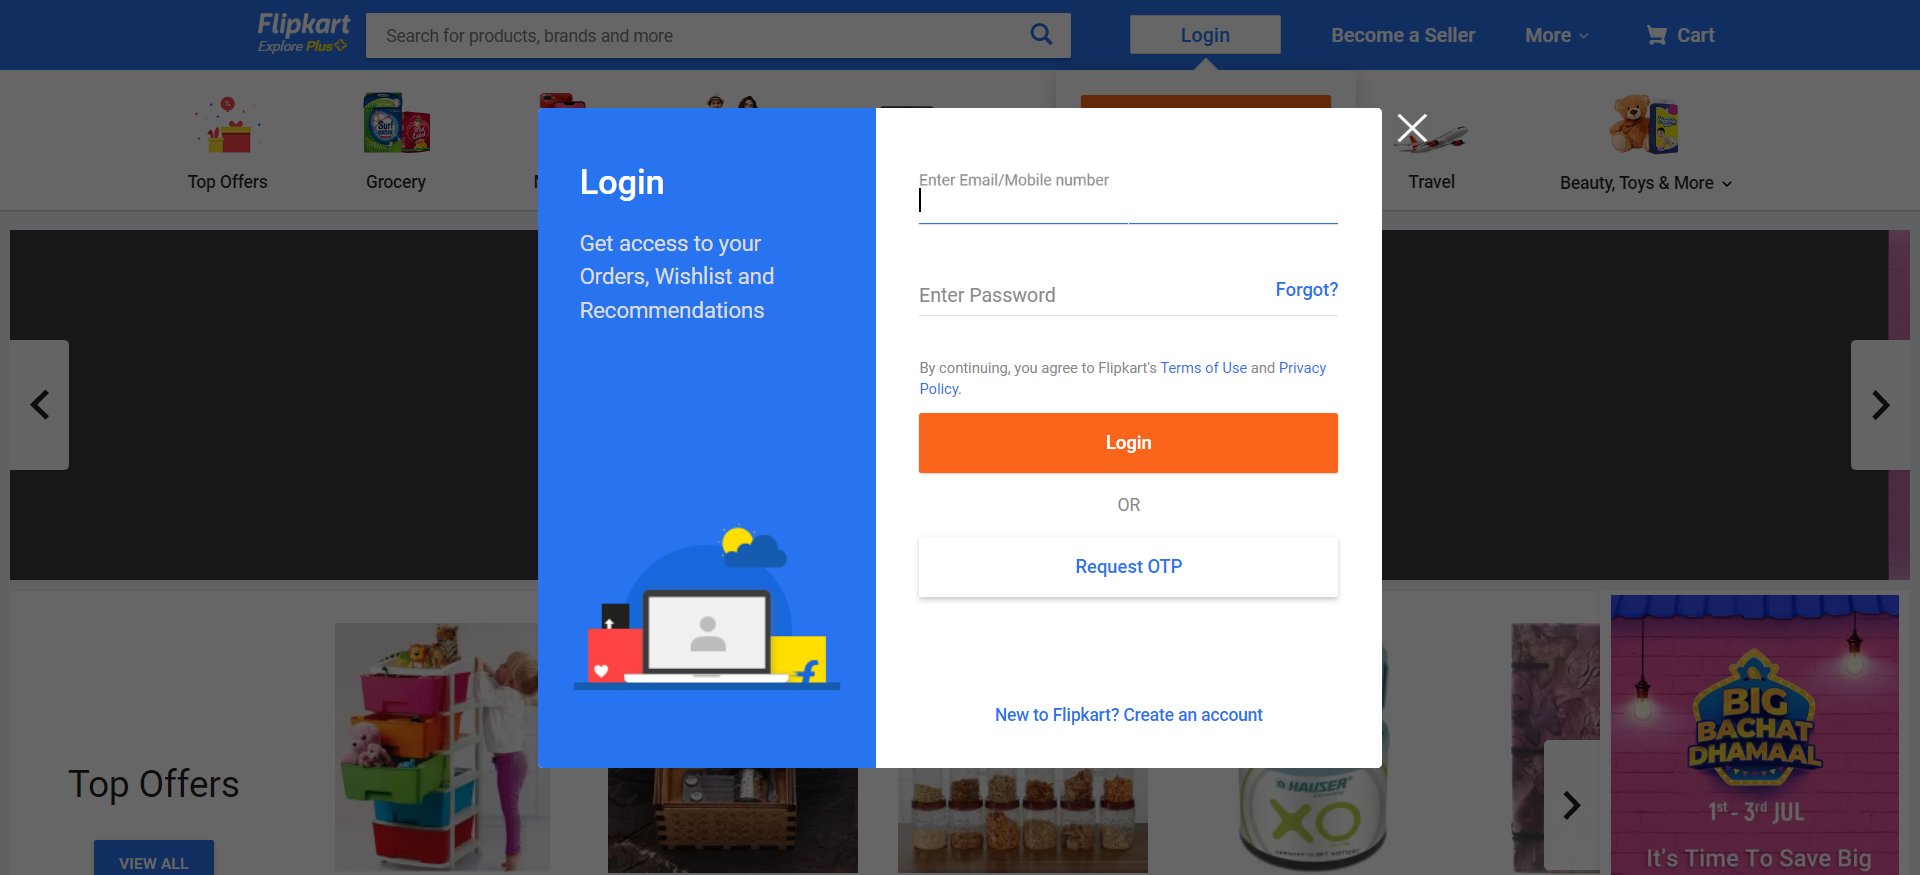 Flipkart
Explore Plus
Search for products, brands and more
Login
Become a Seller
More
Cart
Top Offers
Grocery
Travel
Beauty, Toys & More
Login
Get access to your
Orders, Wishlist and
Recommendations
Enter Email/Mobile number
Enter Password
Forgot?
By continuing, you agree to Flipkart's Terms of Use and Privacy
Policy.
Login
OR
Request OTP
New to Flipkart? Create an account
Top Offers
VIEW ALL
HAUSER
XO
BIG
BACHAT
DHAMAAL
1st - 3rd JUL
It's Time To Save Big